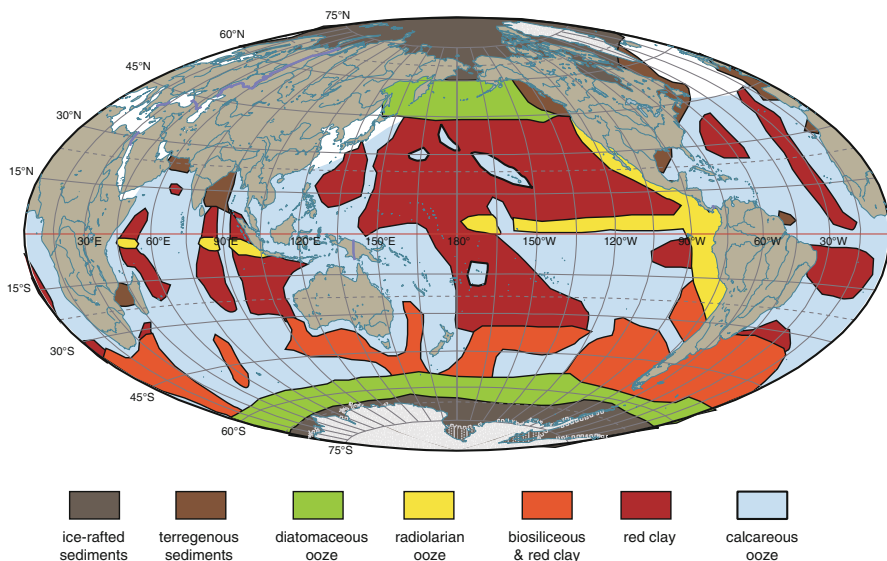 75°N
60°N
45°N
30°N
15°N
30°E 60°E 90°E 120°E 150°E 180° 150°W 120°W 90°W 60°W 30°W
15°S
30°S
45°S
60°S
75°S
ice-rafted
sediments
terregenous
sediments
diatomaceous
ooze
radiolarian
ooze
biosiliceous
& red clay
red clay
calcareous
ooze